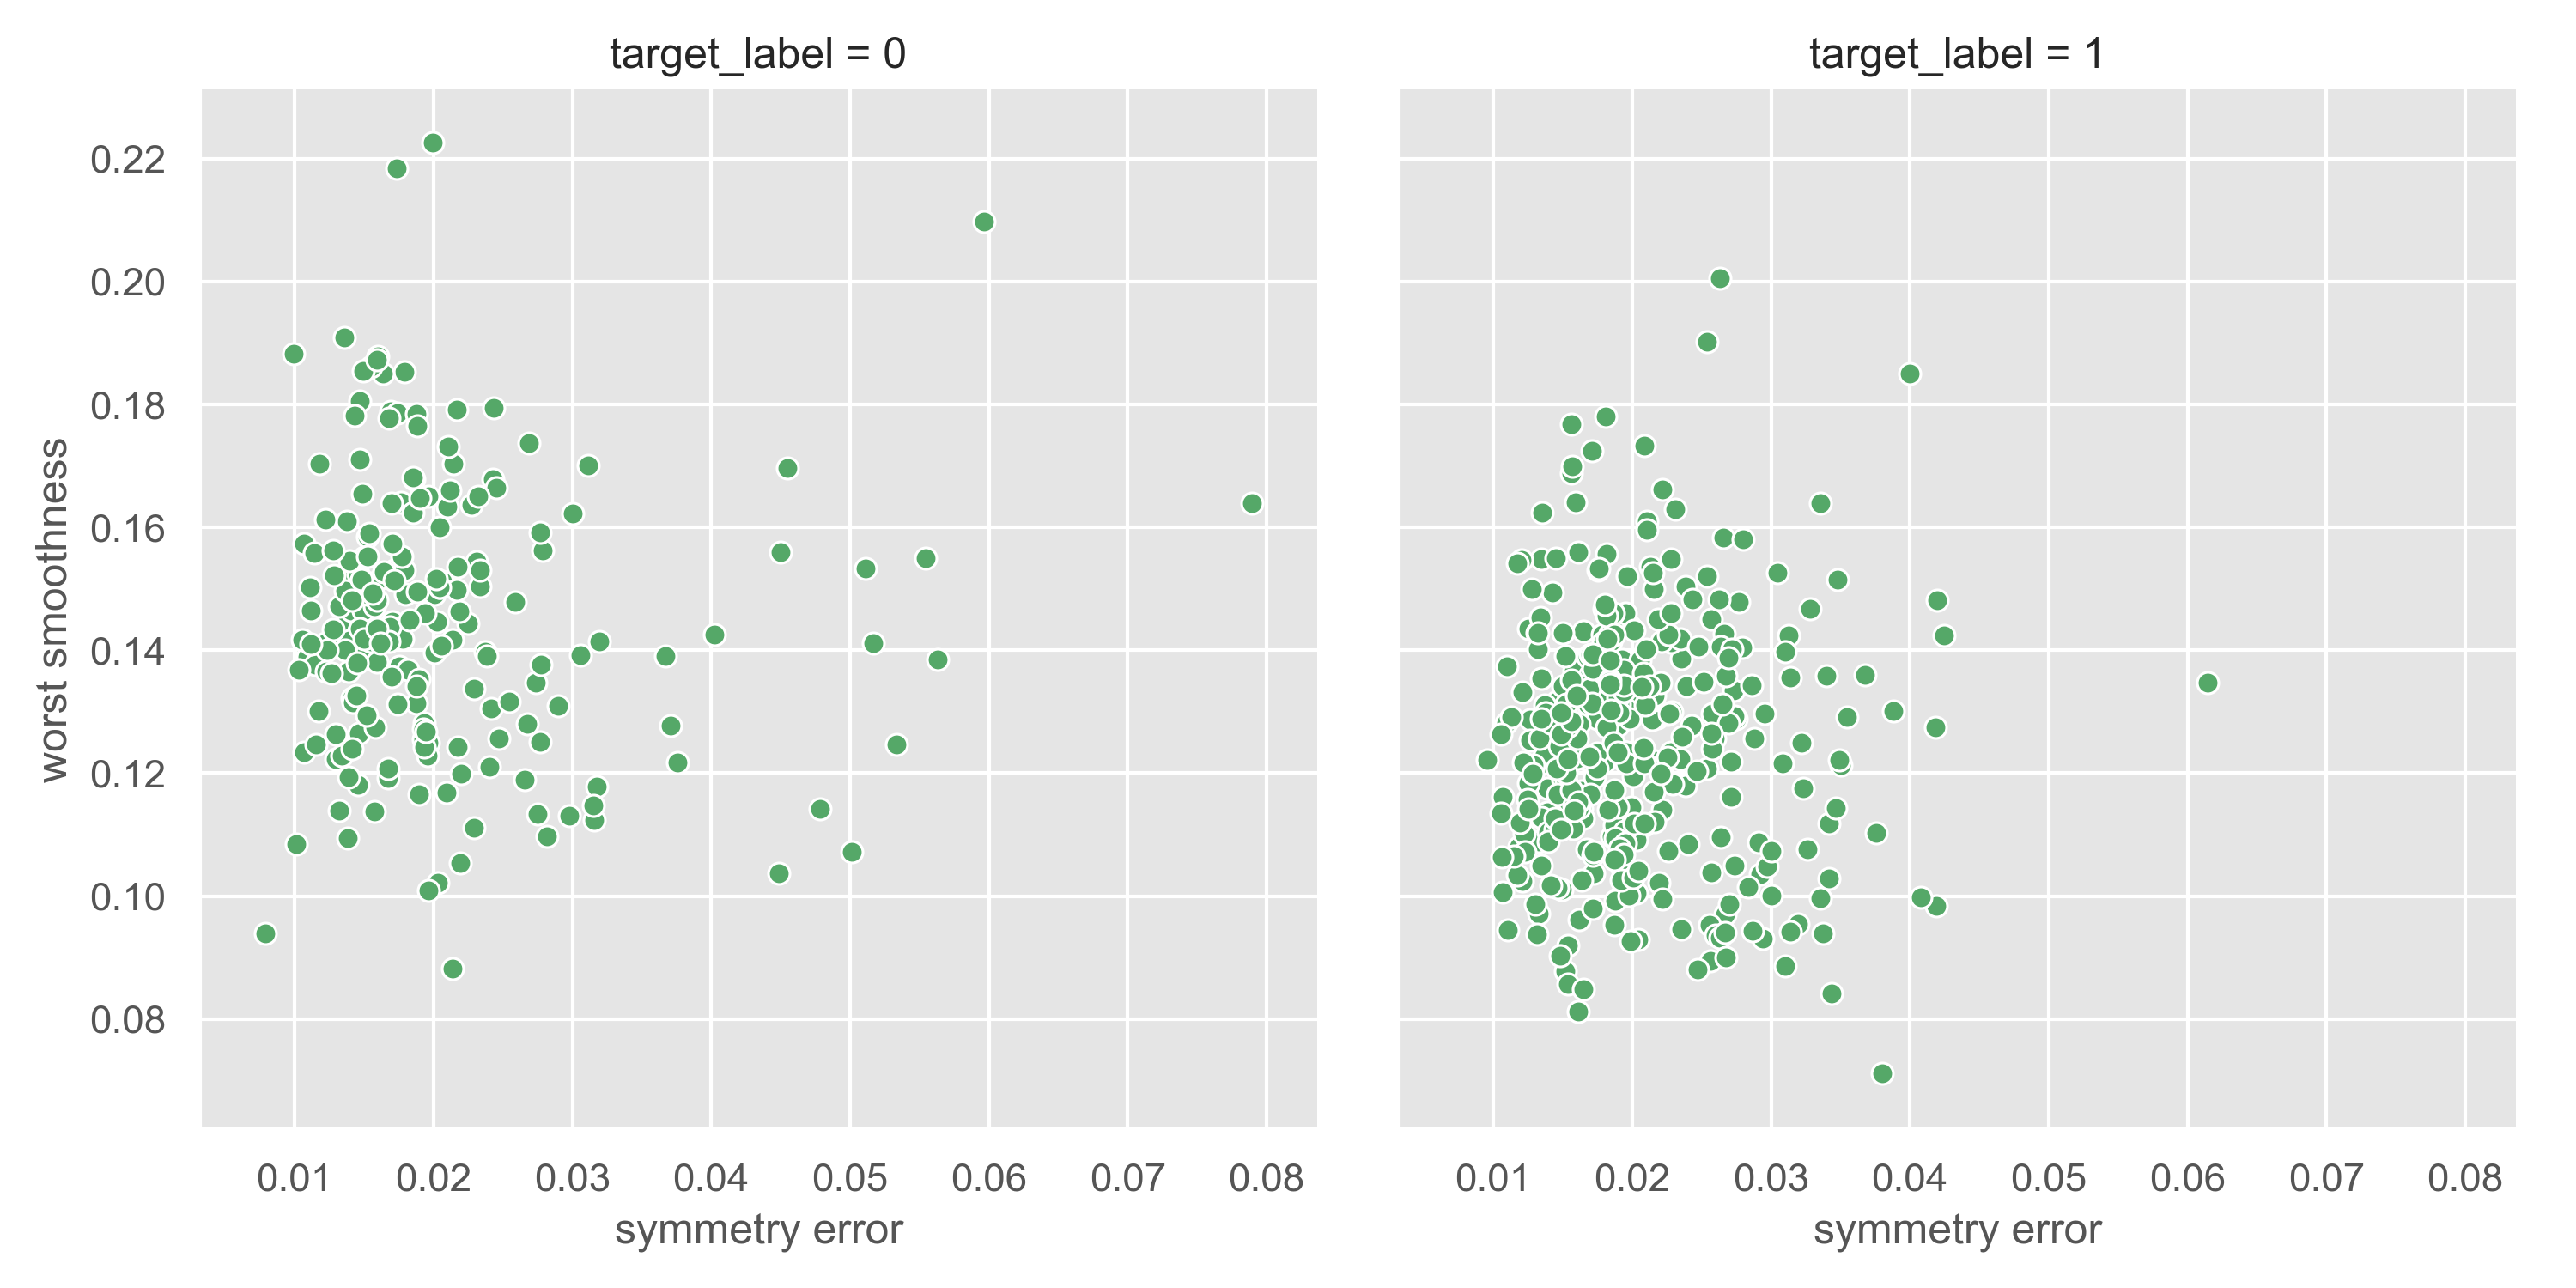 target_label = 0
target_label = 1
worst smoothness
0.22
0.20
0.18
0.16
0.14
0.12
0.10
0.08
0.01 0.02 0.03 0.04 0.05 0.06 0.07 0.08
0.01 0.02 0.03 0.04 0.05 0.06 0.07 0.08
symmetry error
symmetry error